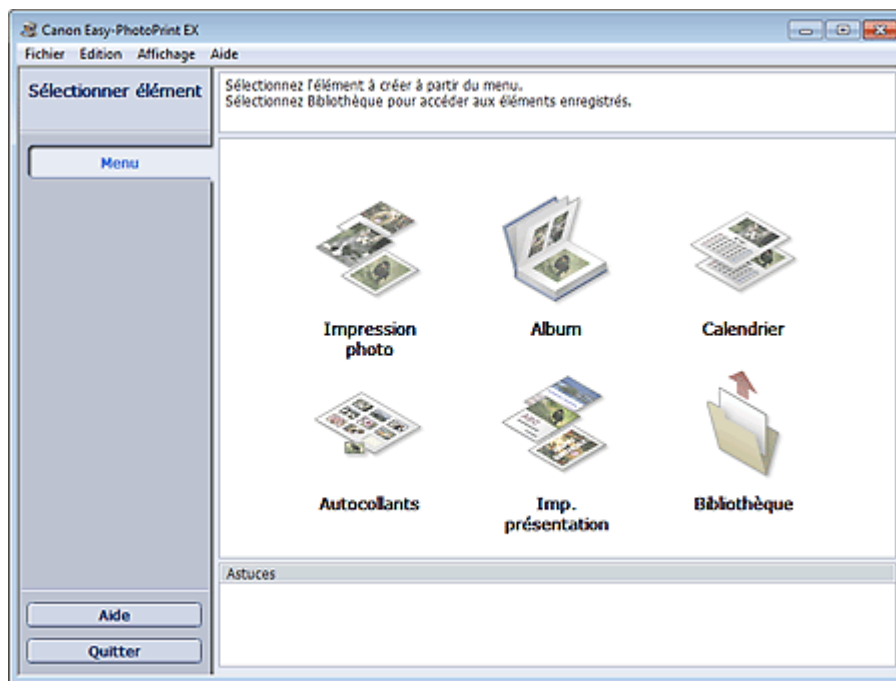 Canon Easy-PhotoPrint EX
Fichier Edition Affichage Aide
Sélectionner élément
Sélectionnez l'élément à créer à partir du menu.
Sélectionnez Bibliothèque pour accéder aux éléments enregistrés.
Menu
Impression
photo
Album
Calendrier
Autocollants
Imp.
présentation
Bibliothèque
Astuces
Aide
Quitter